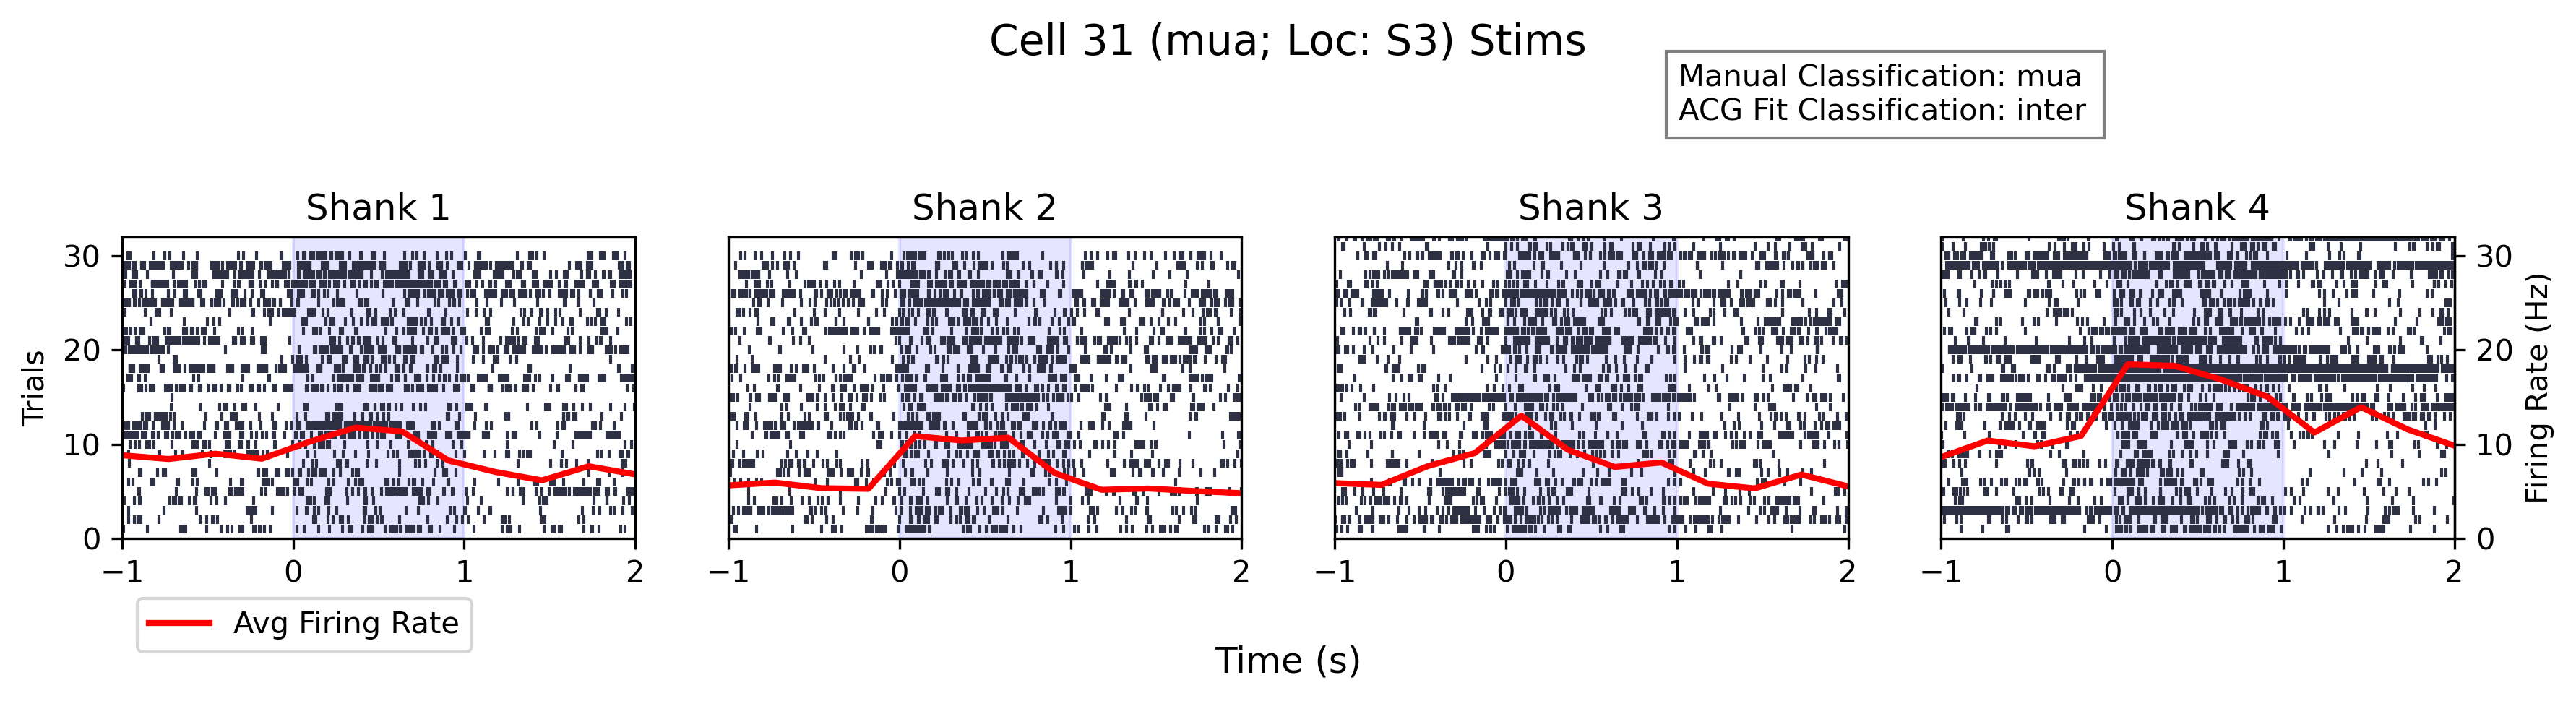 Cell 31 (mua; Loc: S3) Stims
Manual Classification: mua
ACG Fit Classification: inter
Shank 1
Shank 2
Shank 3
Shank 4
Trials
30
20
10
0
−1 0 1 2
−1 0 1 2
−1 0 1 2
−1 0 1 2
30
20
10
0
Firing Rate (Hz)
Avg Firing Rate
Time (s)